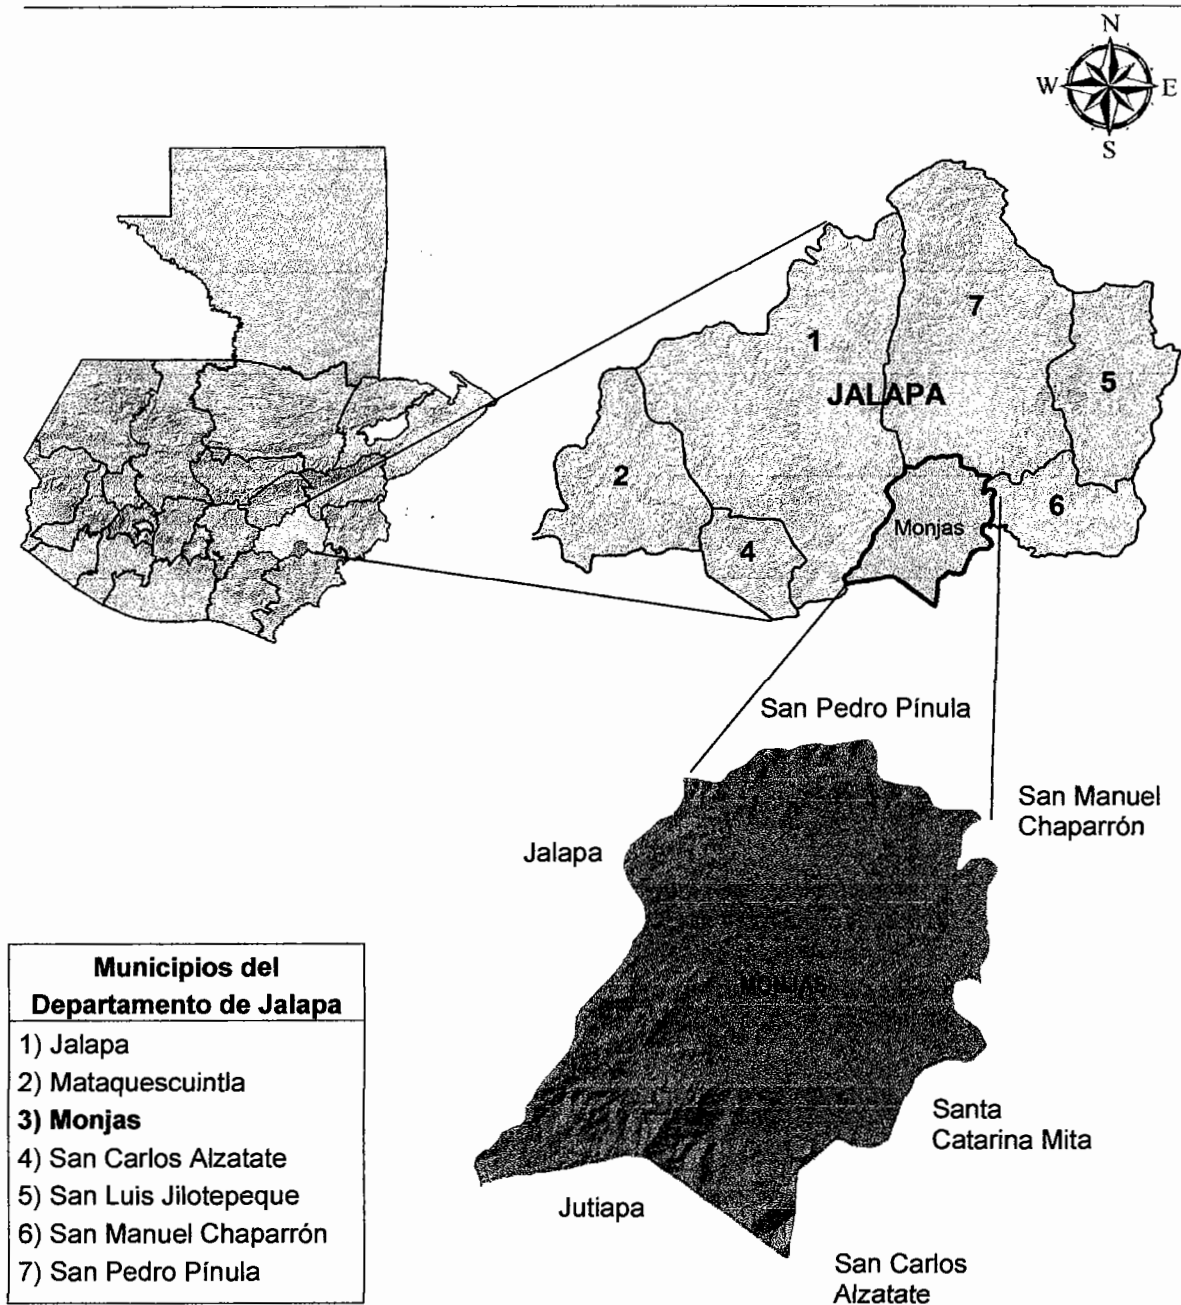 N
W
E
S
1
7
JALAPA
5
2
6
Monjas
4
San Pedro Pínula
San Manuel
Chaparrón
Jalapa
MONJAS
Municipios del
Departamento de Jalapa
1) Jalapa
2) Mataquescuintla
3) Monjas
4) San Carlos Alzatate
5) San Luis Jilotepeque
6) San Manuel Chaparrón
7) San Pedro Pínula
Santa
Catarina Mita
Jutiapa
San Carlos
Alzatate